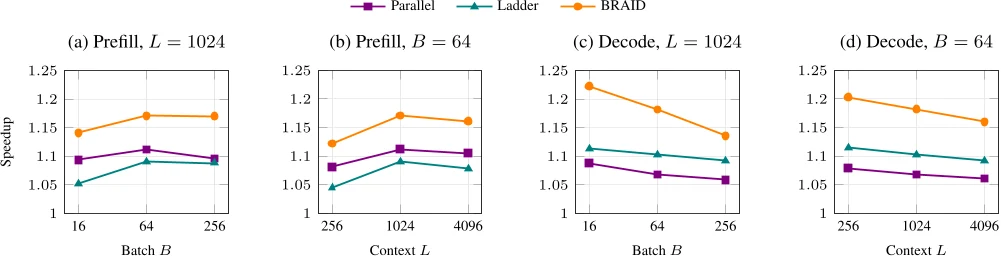 Parallel Ladder BRAID
(a) Prefill, L = 1024
(b) Prefill, B = 64
(c) Decode, L = 1024
(d) Decode, B = 64
Speedup
1.25
1.2
1.15
1.1
1.05
1
16 64 256
Batch B
1.25
1.2
1.15
1.1
1.05
1
256 1024 4096
Context L
1.25
1.2
1.15
1.1
1.05
1
16 64 256
Batch B
1.25
1.2
1.15
1.1
1.05
1
256 1024 4096
Context L